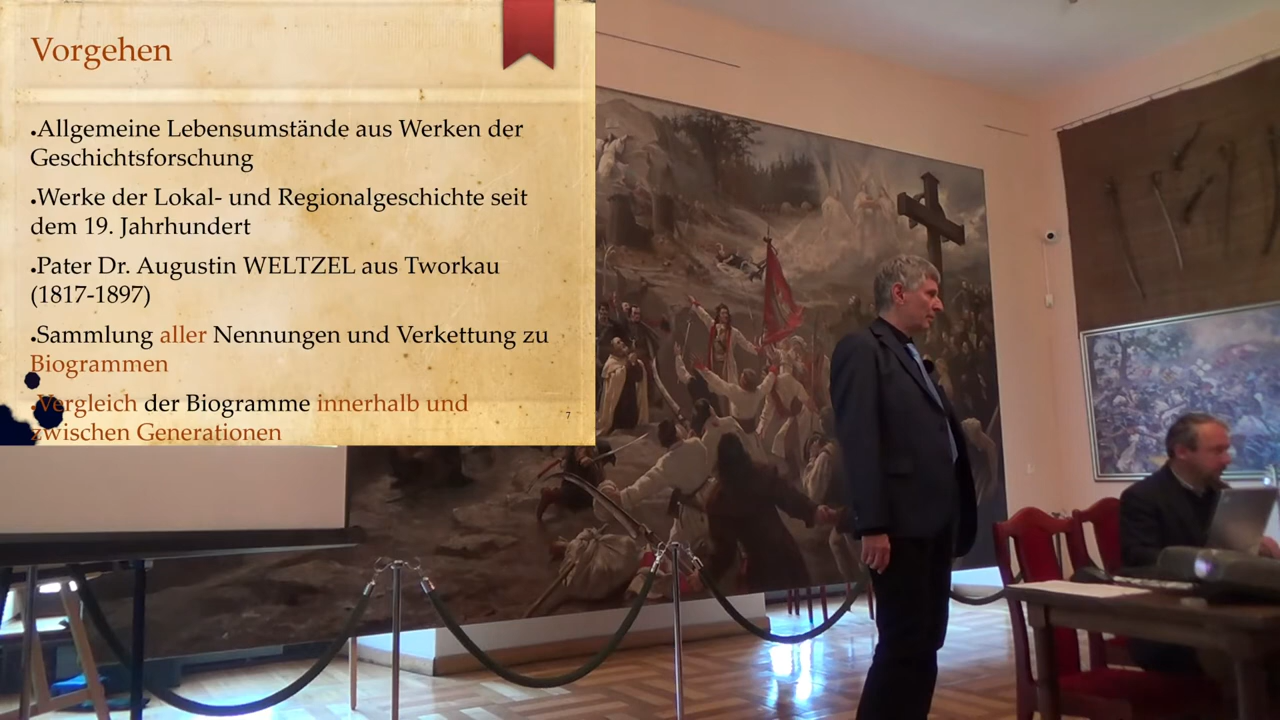 Vorgehen
•Allgemeine Lebensumstände aus Werken der
Geschichtsforschung
•Werke der Lokal- und Regionalgeschichte seit
dem 19. Jahrhundert
•Pater Dr. Augustin WELTZEL aus Tworkau
(1817-1897)
•Sammlung aller Nennungen und Verkettung zu
Biogrammen
•Vergleich der Biogramme innerhalb und
zwischen Generationen
7